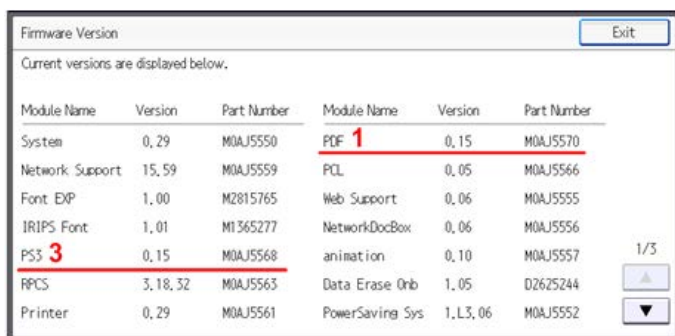 Firmware Version
Exit
Current versions are displayed below.
Module Name Version Part Number Module Name Version Part Number
System 0.29 M0AJ5550 PDF 1 0.15 M0AJ5570
Network Support 15.59 M0AJ5559 PCL 0.05 M0AJ5566
Font EXP 1.00 M2815765 Web Support 0.06 M0AJ5555
IRIPS Font 1.01 M1365277 NetworkDocBox 0.06 M0AJ5556
PS3 3 0.15 M0AJ5568 animation 0.10 M0AJ5557 1/3
RPCS 3.18.32 M0AJ5563 Data Erase Onb 1.05 D2625244
Printer 0.29 M0AJ5561 PowerSaving Sys 1.L3.06 M0AJ5552